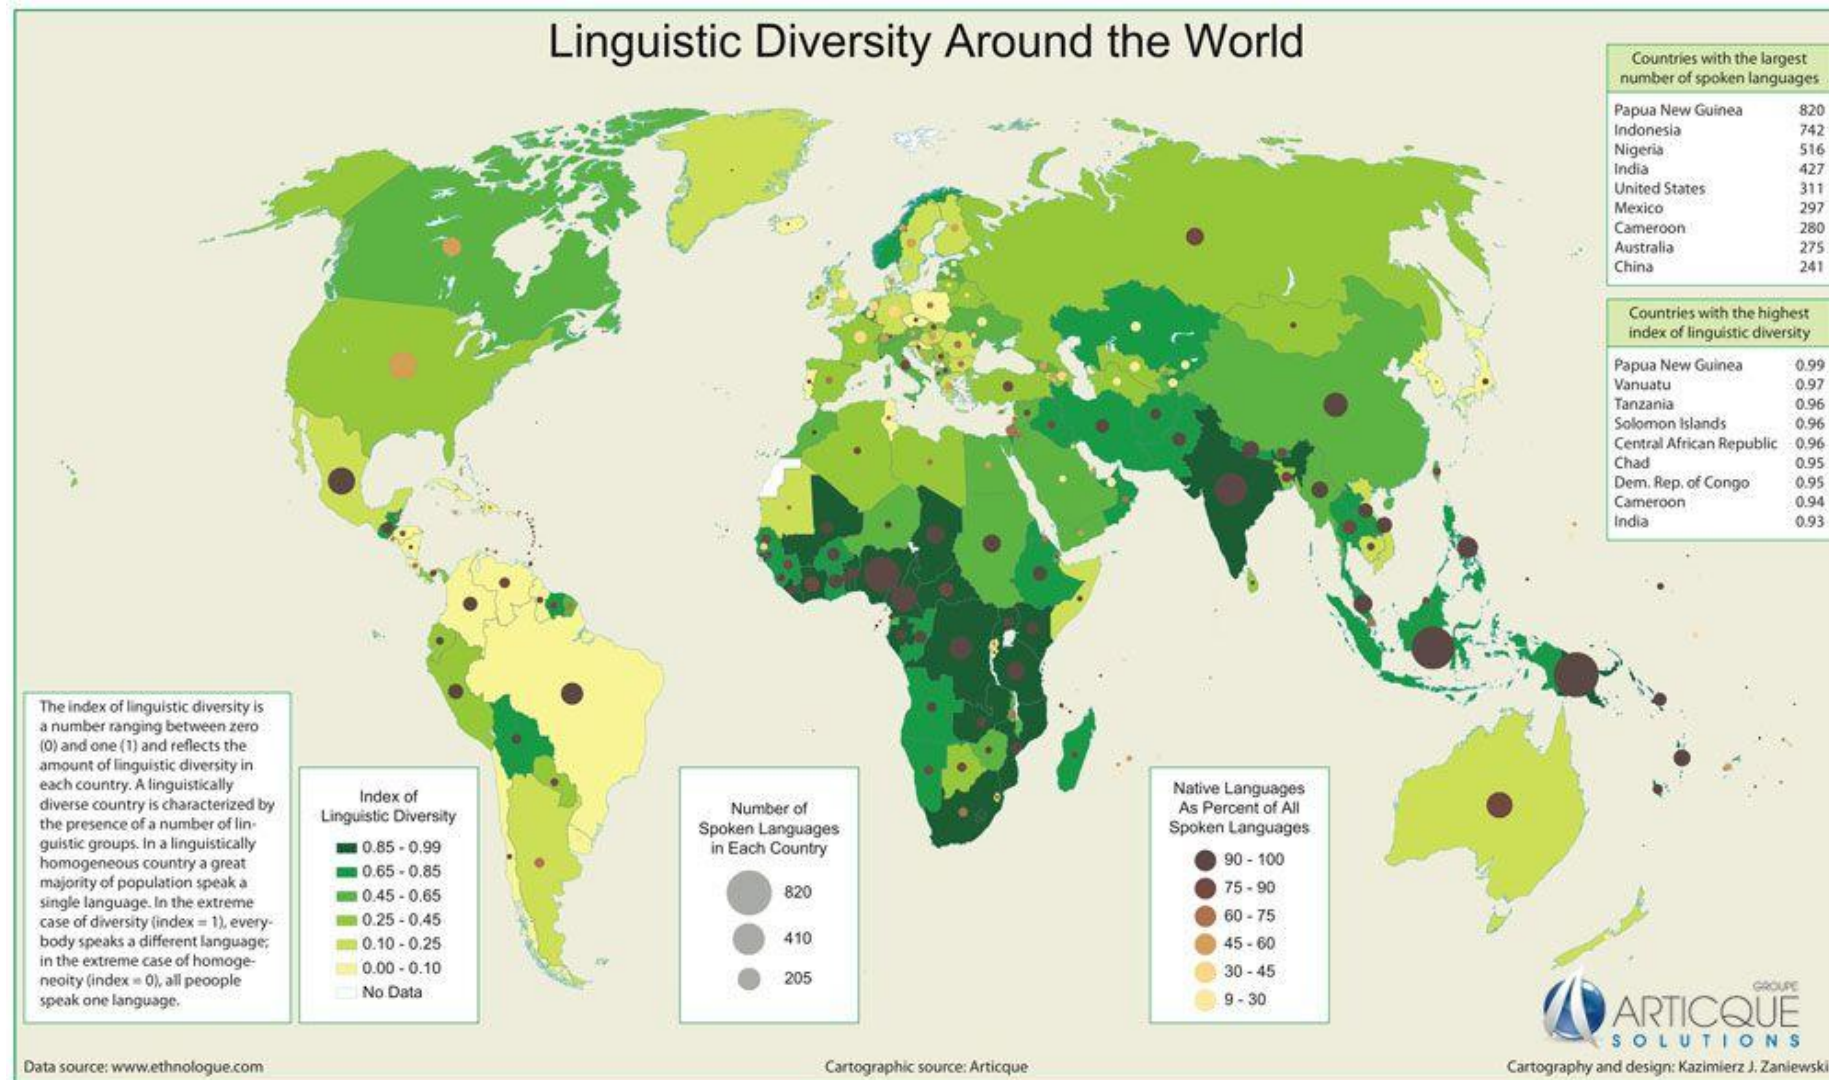 Linguistic Diversity Around the World
Countries with the largest
number of spoken languages
Papua New Guinea 820
Indonesia 742
Nigeria 516
India 427
United States 311
Mexico 297
Cameroon 280
Australia 275
China 241
Countries with the highest
index of linguistic diversity
Papua New Guinea 0.99
Vanuatu 0.97
Tanzania 0.96
Solomon Islands 0.96
Central African Republic 0.96
Chad 0.95
Dem. Rep. of Congo 0.95
Cameroon 0.94
India 0.93
The index of linguistic diversity is
a number ranging between zero
(0) and one (1) and reflects the
amount of linguistic diversity in
each country. A linguistically
diverse country is characterized by
the presence of a number of lin-
guistic groups. In a linguistically
homogeneous country a great
majority of population speak a
single language. In the extreme
case of diversity (index = 1), every-
body speaks a different language;
in the extreme case of homoge-
neity (index = 0), all peoople
speak one language.
Index of
Linguistic Diversity
0.85 - 0.99
0.65 - 0.85
0.45 - 0.65
0.25 - 0.45
0.10 - 0.25
0.00 - 0.10
No Data
Number of
Spoken Languages
in Each Country
820
410
205
Native Languages
As Percent of All
Spoken Languages
90 - 100
75 - 90
60 - 75
45 - 60
30 - 45
9 - 30
GROUPE
ARTICQUE
SOLUTIONS
Data source: www.ethnologue.com
Cartographic source: Articque
Cartography and design: Kazimierz J. Zaniewski